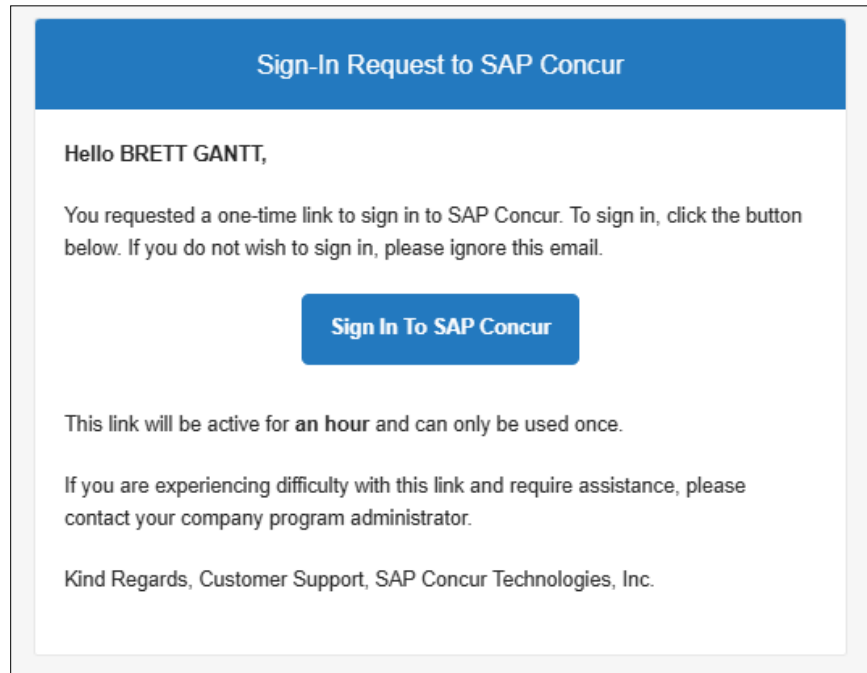 Sign-In Request to SAP Concur
Hello BRETT GANTT,
You requested a one-time link to sign in to SAP Concur. To sign in, click the button
below. If you do not wish to sign in, please ignore this email.
Sign In To SAP Concur
This link will be active for an hour and can only be used once.
If you are experiencing difficulty with this link and require assistance, please
contact your company program administrator.
Kind Regards, Customer Support, SAP Concur Technologies, Inc.